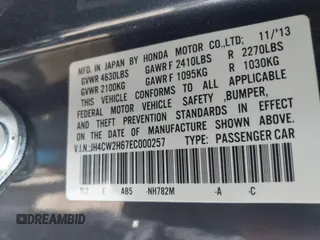 MFD. IN JAPAN BY HONDA MOTOR CO.,LTD. 11/'13
GVWR 4630LBS GAWR F 2410LBS R 2270LBS
GVWR 2100KG GAWR F 1095KG R 1030KG
THIS VEHICLE CONFORMS TO ALL APPLICABLE
FEDERAL MOTOR VEHICLE SAFETY ,BUMPER,
AND THEFT PREVENTION STANDARDS IN EFFECT
ON THE DATE OF MANUFACTURE SHOWN ABOVE.
V.I.N.:JH4CW2H67EC000257 TYPE: PASSENGER CAR
E AB5 -NH782M -A -C
DREAMBID